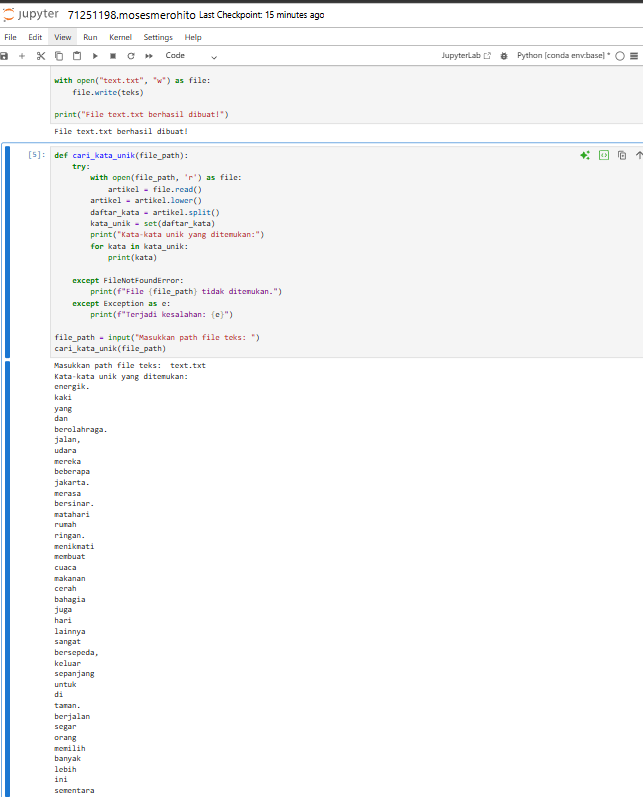 jupyter 71251198.mosesmerohito Last Checkpoint: 15 minutes ago
File Edit View Run Kernel Settings Help
Code JupyterLab Python [conda env:base] *
with open("text.txt", "w") as file:
file.write(teks)
print("File text.txt berhasil dibuat!")
File text.txt berhasil dibuat!
[5]: def cari_kata_unik(file_path):
try:
with open(file_path, 'r') as file:
artikel = file.read()
artikel = artikel.lower()
daftar_kata = artikel.split()
kata_unik = set(daftar_kata)
print("Kata-kata unik yang ditemukan:")
for kata in kata_unik:
print(kata)
except FileNotFoundError:
print(f"File {file_path} tidak ditemukan.")
except Exception as e:
print(f"Terjadi kesalahan: {e}")
file_path = input("Masukkan path file teks: ")
cari_kata_unik(file_path)
Masukkan path file teks: text.txt
Kata-kata unik yang ditemukan:
energik.
kaki
yang
dan
berolahraga.
jalan,
udara
mereka
beberapa
jakarta.
merasa
bersinar.
matahari
rumah
ringan.
menikmati
membuat
cuaca
makanan
cerah
bahagia
juga
hari
lainnya
sangat
bersepeda,
keluar
sepanjang
untuk
di
taman.
berjalan
segar
orang
memilih
banyak
lebih
ini
sementara